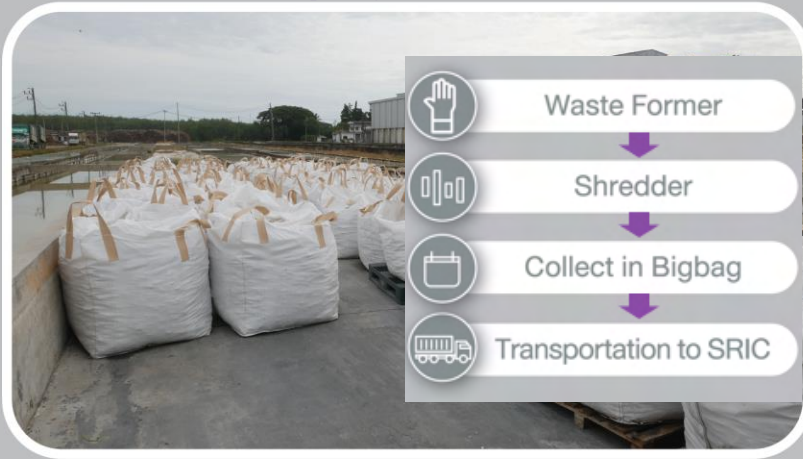 Waste Former
Shredder
Collect in Bigbag
Transportation to SRIC